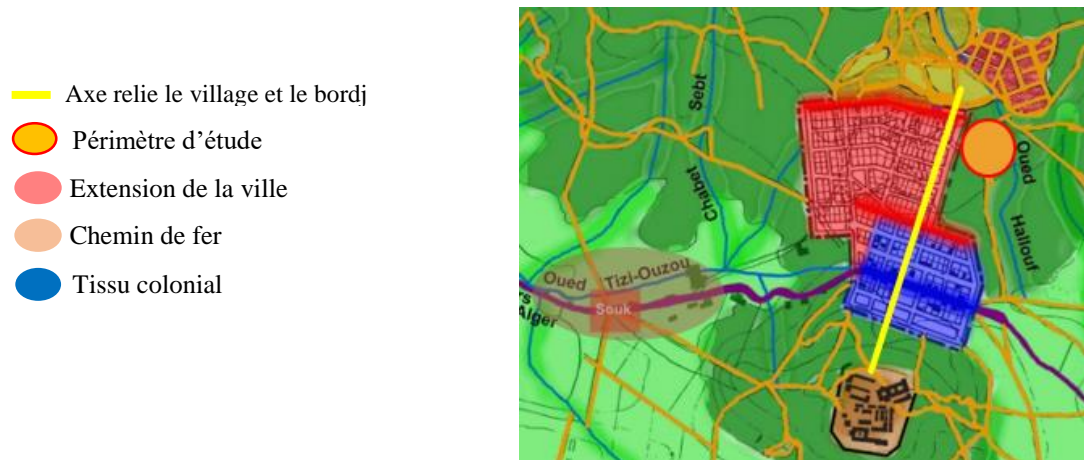 Axe relie le village et le bordj
Périmètre d'étude
Extension de la ville
Chemin de fer
Tissu colonial
Sebt
Chabet
Oued
Hallouf
Oued Tizi-Ouzou
Souk
rs
Alger